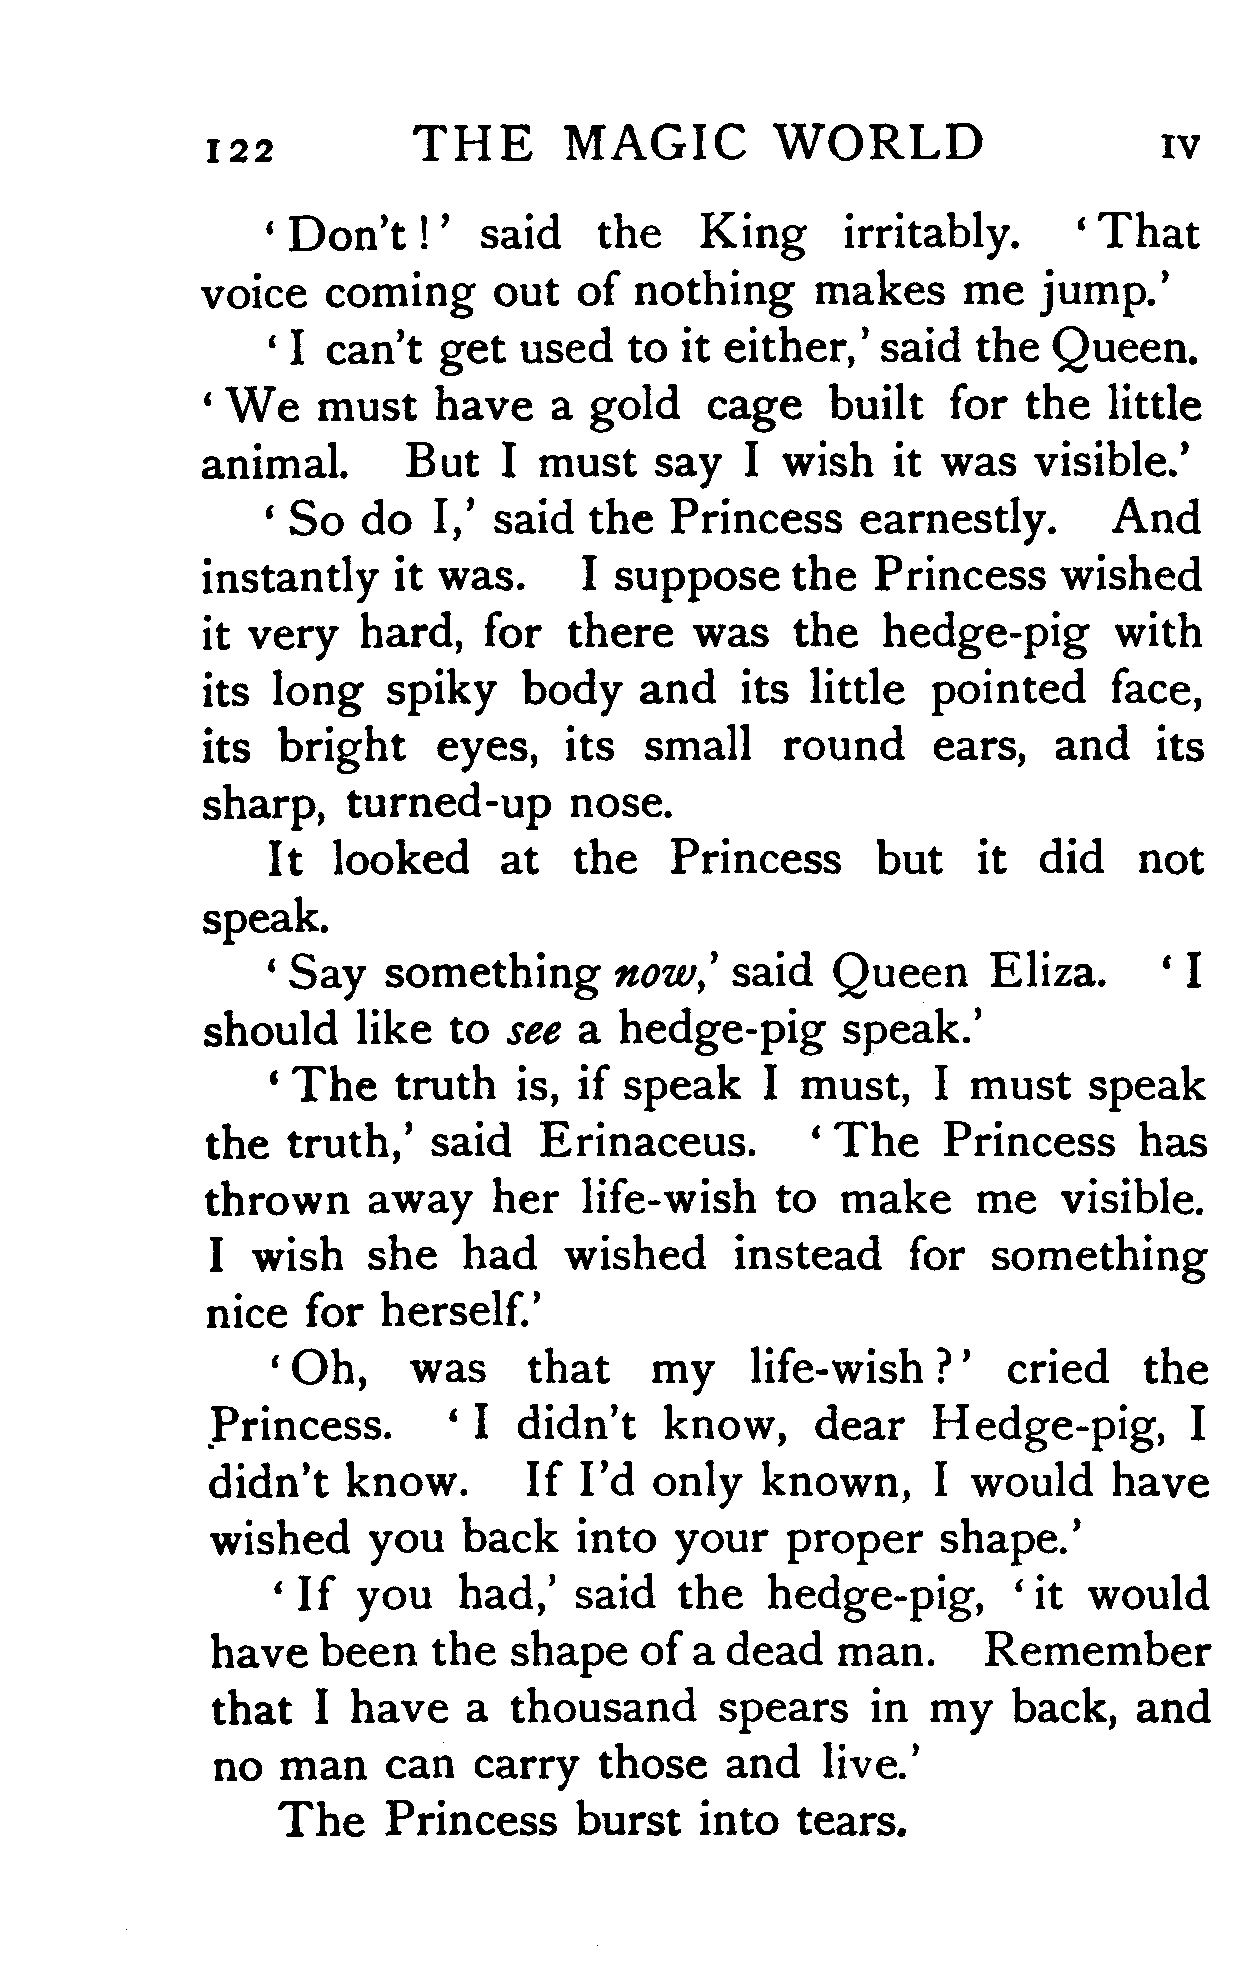 122 THE MAGIC WORLD IV
‘Don’t!’ said the King irritably. ‘That
voice coming out of nothing makes me jump.’
‘I can’t get used to it either,’ said the Queen.
‘We must have a gold cage built for the little
animal. But I must say I wish it was visible.’
‘So do I,’ said the Princess earnestly. And
instantly it was. I suppose the Princess wished
it very hard, for there was the hedge-pig with
its long spiky body and its little pointed face,
its bright eyes, its small round ears, and its
sharp, turned-up nose.
It looked at the Princess but it did not
speak.
‘Say something now,’ said Queen Eliza. ‘I
should like to see a hedge-pig speak.’
‘The truth is, if speak I must, I must speak
the truth,’ said Erinaceus. ‘The Princess has
thrown away her life-wish to make me visible.
I wish she had wished instead for something
nice for herself.’
‘Oh, was that my life-wish?’ cried the
Princess. ‘I didn’t know, dear Hedge-pig, I
didn’t know. If I’d only known, I would have
wished you back into your proper shape.’
‘If you had,’ said the hedge-pig, ‘it would
have been the shape of a dead man. Remember
that I have a thousand spears in my back, and
no man can carry those and live.’
The Princess burst into tears.